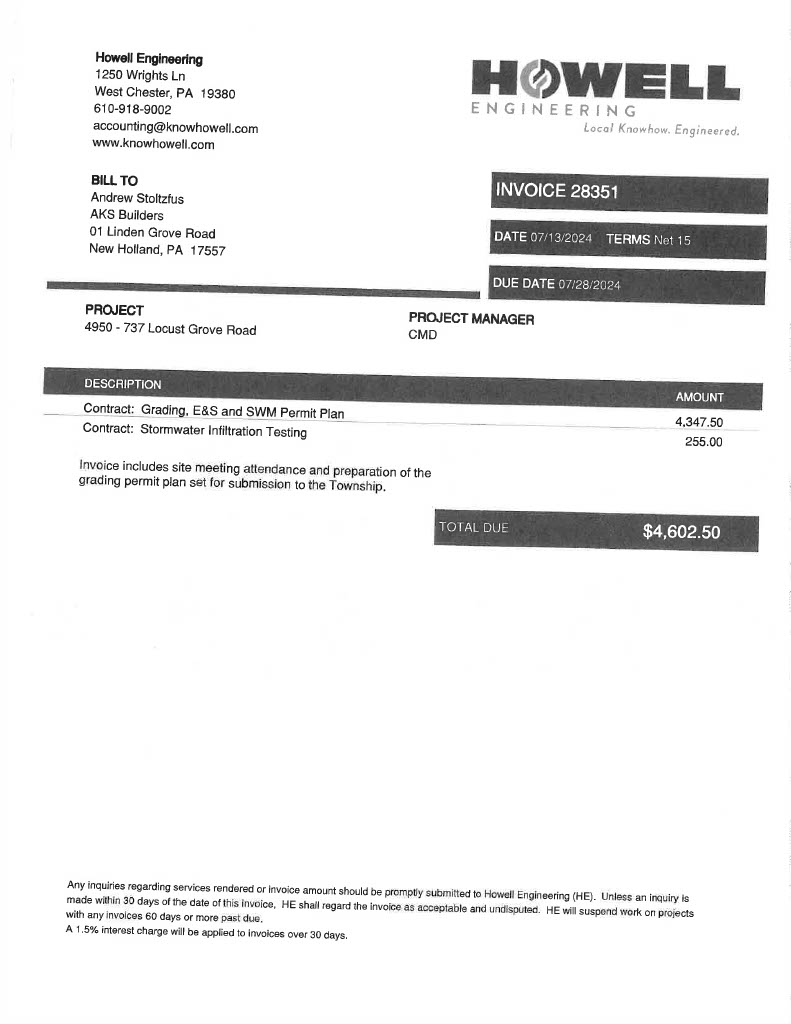 Howell Engineering
1250 Wrights Ln
West Chester, PA 19380
610-918-9002
accounting@knowhowell.com
www.knowhowell.com
HOWELL
ENGINEERING
Local Knowhow. Engineered.
BILL TO
Andrew Stoltzfus
AKS Builders
01 Linden Grove Road
New Holland, PA 17557
INVOICE 28351
DATE 07/13/2024 TERMS Net 15
DUE DATE 07/28/2024
PROJECT
4950 - 737 Locust Grove Road
PROJECT MANAGER
CMD
DESCRIPTION AMOUNT
Contract: Grading, E&S and SWM Permit Plan 4,347.50
Contract: Stormwater Infiltration Testing 255.00
Invoice includes site meeting attendance and preparation of the
grading permit plan set for submission to the Township.
TOTAL DUE $4,602.50
Any inquiries regarding services rendered or invoice amount should be promptly submitted to Howell Engineering (HE). Unless an inquiry is
made within 30 days of the date of this invoice, HE shall regard the invoice as acceptable and undisputed. HE will suspend work on projects
with any invoices 60 days or more past due.
A 1.5% interest charge will be applied to invoices over 30 days.